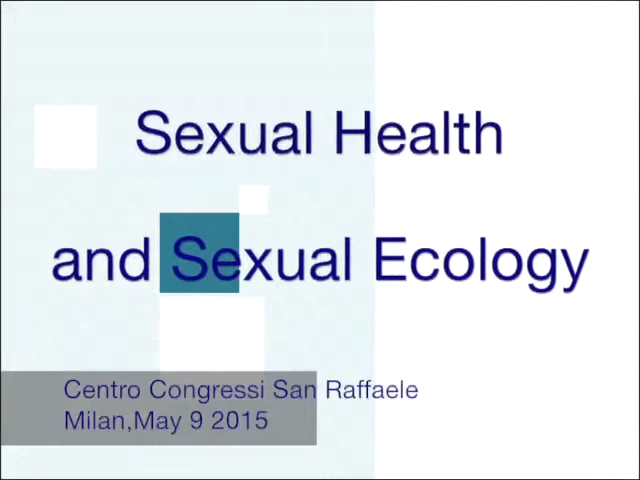 Sexual Health
and Sexual Ecology
Centro Congressi San Raffaele
Milan,May 9 2015